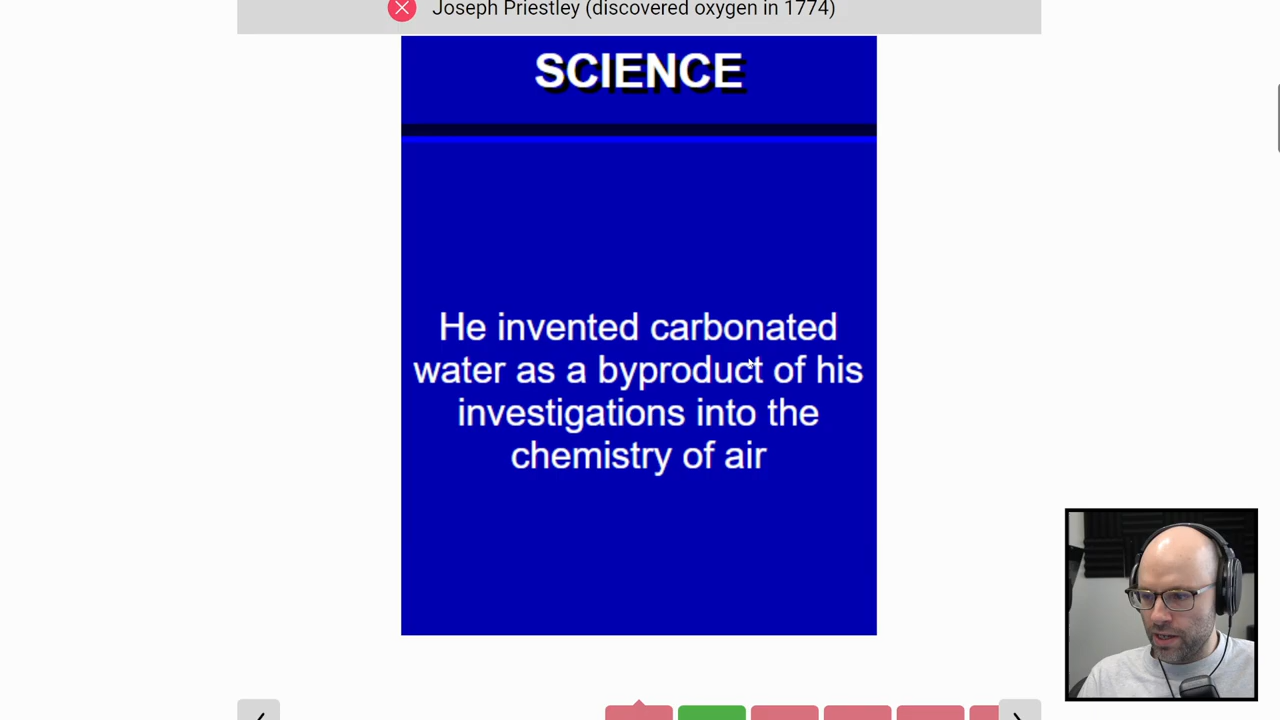 Joseph Priestley (discovered oxygen in 1774)
SCIENCE
He invented carbonated
water as a byproduct of his
investigations into the
chemistry of air